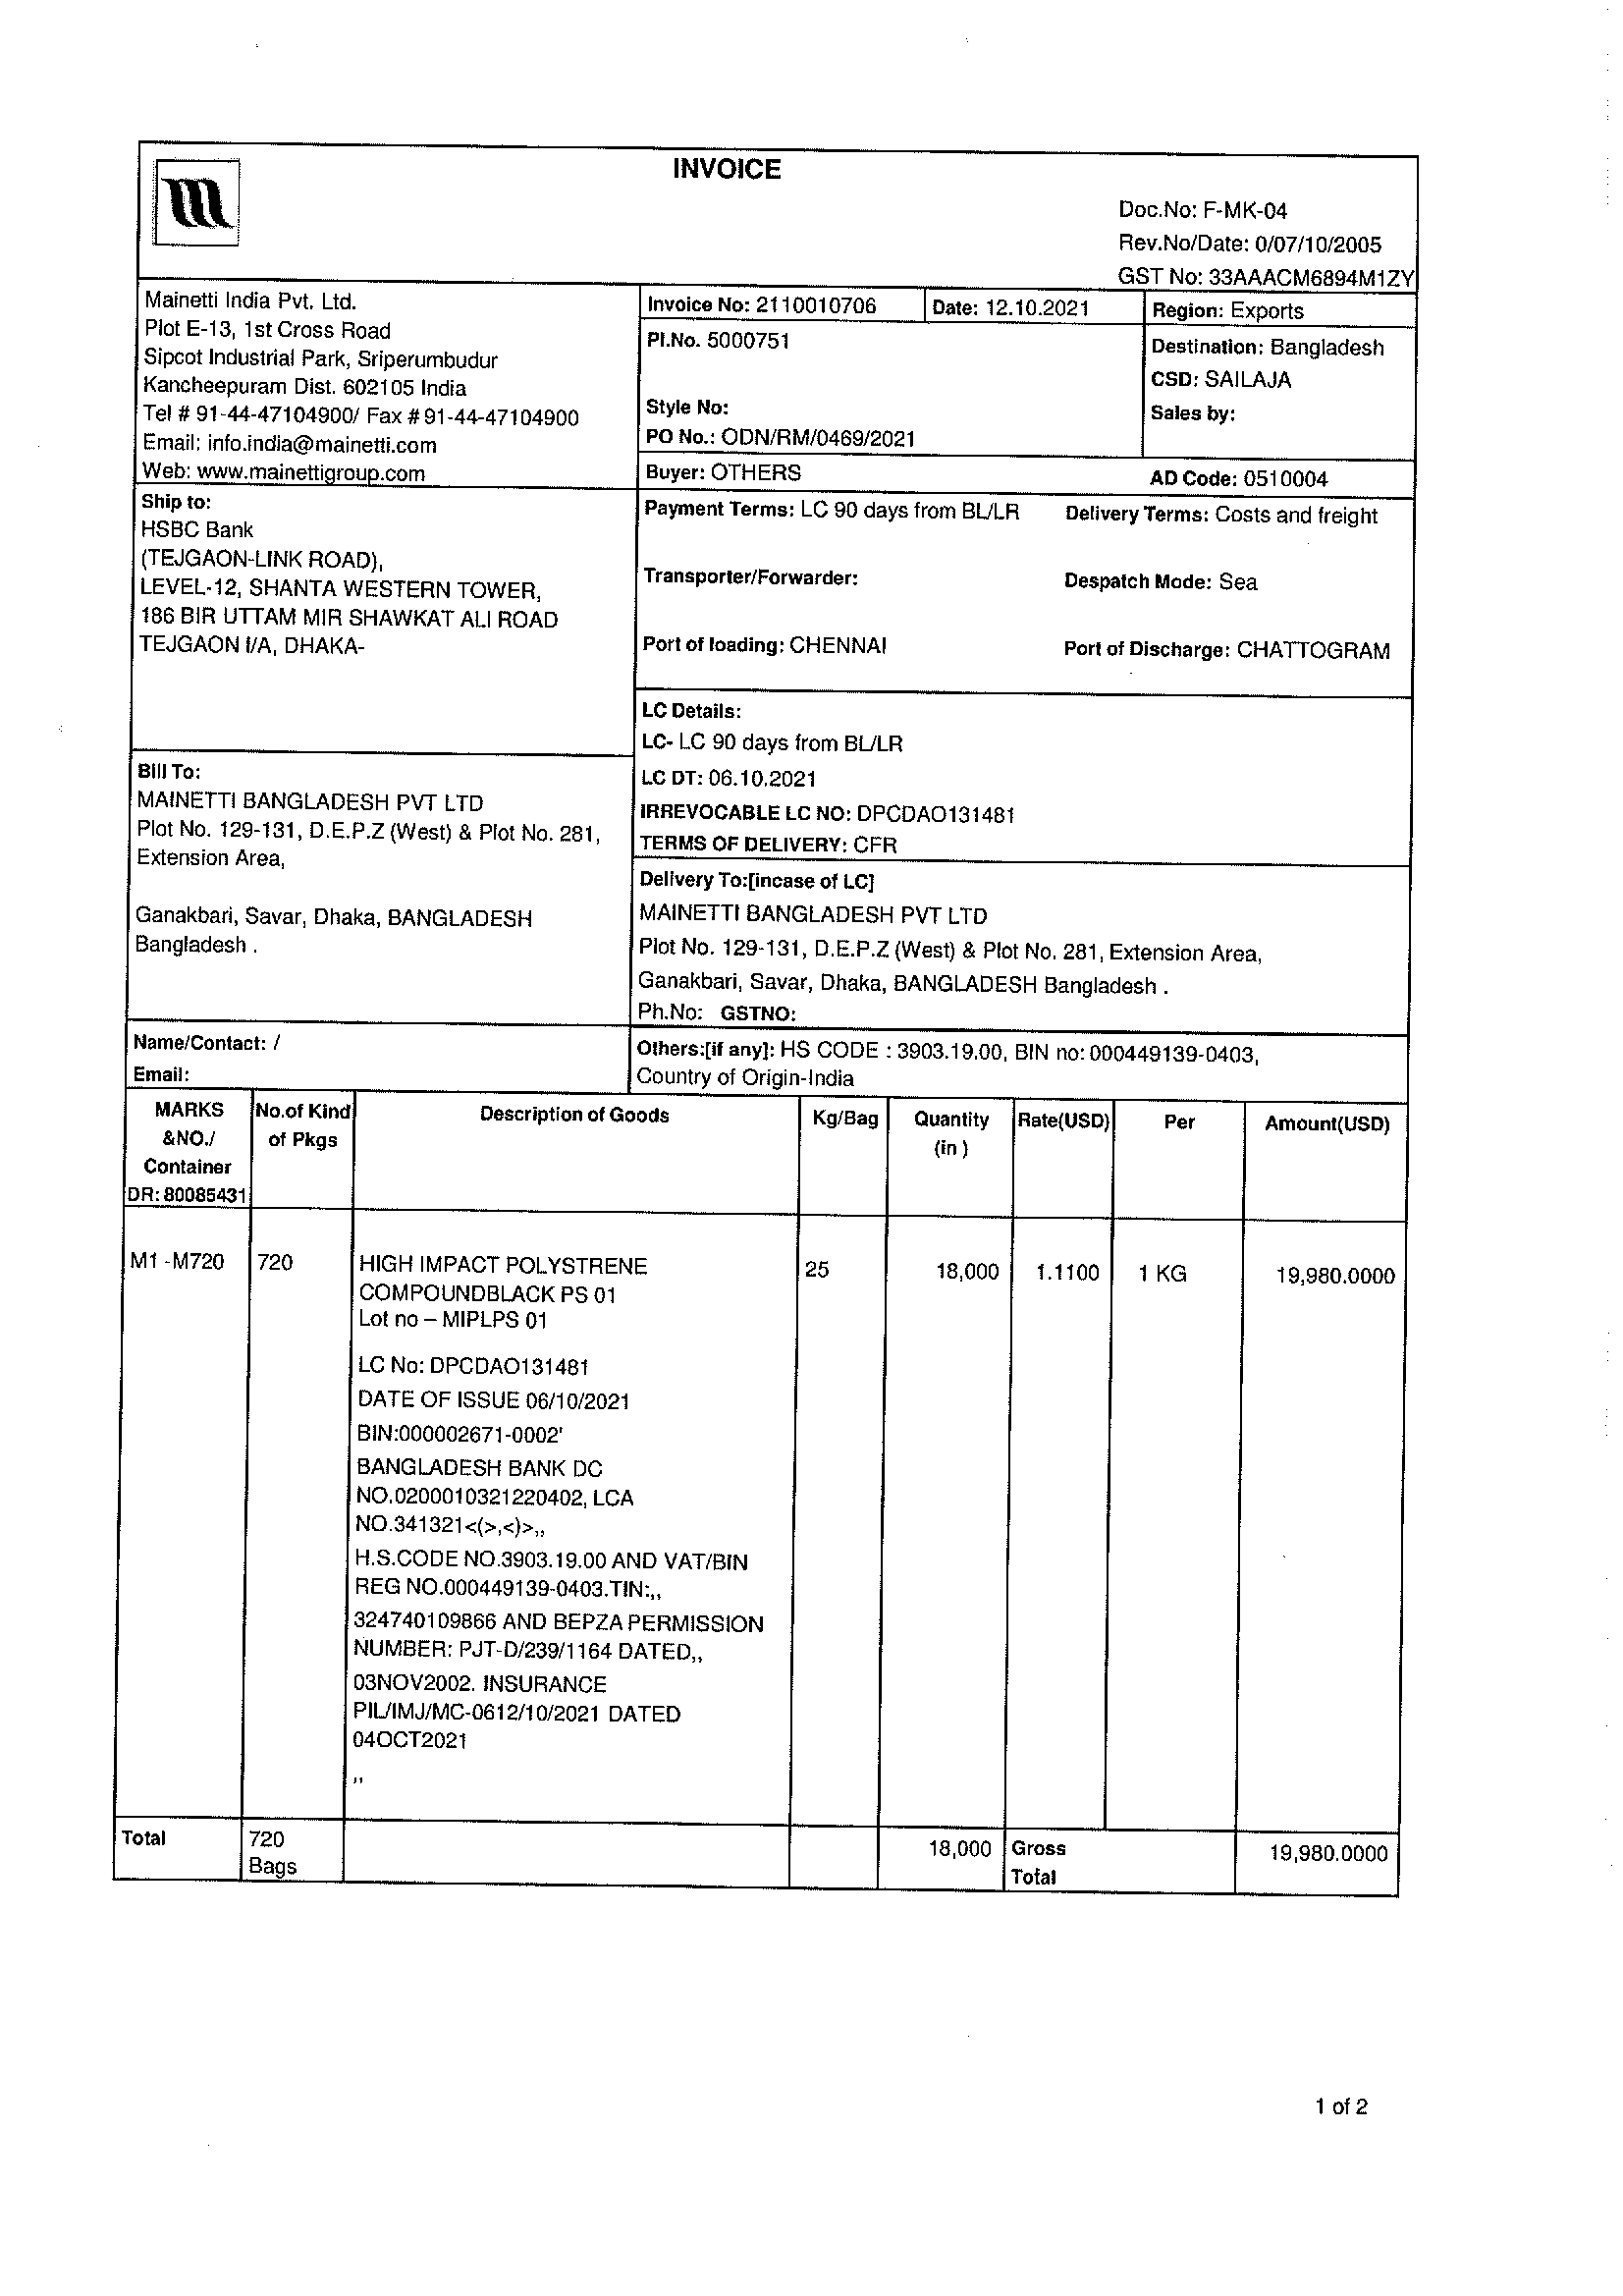 INVOICE
Doc.No: F-MK-04
Rev.No/Date: 0/07/10/2005
GST No: 33AAACM6894M1ZY
Mainetti India Pvt. Ltd.
Plot E-13, 1st Cross Road
Sipcot Industrial Park, Sriperumbudur
Kancheepuram Dist. 602105 India
Tel # 91-44-47104900/ Fax # 91-44-47104900
Email: info.india@mainetti.com
Web: www.mainettigroup.com
Invoice No: 2110010706
Date: 12.10.2021
Region: Exports
PI.No. 5000751
Destination: Bangladesh
CSD: SAILAJA
Style No:
Sales by:
PO No.: ODN/RM/0469/2021
Buyer: OTHERS
AD Code: 0510004
Ship to:
HSBC Bank
(TEJGAON-LINK ROAD),
LEVEL-12, SHANTA WESTERN TOWER,
186 BIR UTTAM MIR SHAWKAT ALI ROAD
TEJGAON I/A, DHAKA-
Payment Terms: LC 90 days from BL/LR
Delivery Terms: Costs and freight
Transporter/Forwarder:
Despatch Mode: Sea
Port of loading: CHENNAI
Port of Discharge: CHATTOGRAM
LC Details:
LC- LC 90 days from BL/LR
LC DT: 06.10.2021
IRREVOCABLE LC NO: DPCDAO131481
TERMS OF DELIVERY: CFR
Bill To:
MAINETTI BANGLADESH PVT LTD
Plot No. 129-131, D.E.P.Z (West) & Plot No. 281,
Extension Area,
Ganakbari, Savar, Dhaka, BANGLADESH
Bangladesh .
Delivery To:[incase of LC]
MAINETTI BANGLADESH PVT LTD
Plot No. 129-131, D.E.P.Z (West) & Plot No. 281, Extension Area,
Ganakbari, Savar, Dhaka, BANGLADESH Bangladesh .
Ph.No: GSTNO:
Name/Contact: /
Email:
Others:[if any]: HS CODE : 3903.19.00, BIN no: 000449139-0403,
Country of Origin-India
MARKS
&NO./
Container
DR: 80085431
No.of Kind
of Pkgs
Description of Goods
Kg/Bag
Quantity
(in )
Rate(USD)
Per
Amount(USD)
M1 -M720
720
HIGH IMPACT POLYSTRENE
COMPOUNDBLACK PS 01
Lot no – MIPLPS 01
25
18,000
1.1100
1 KG
19,980.0000
LC No: DPCDAO131481
DATE OF ISSUE 06/10/2021
BIN:000002671-0002'
BANGLADESH BANK DC
NO.0200010321220402, LCA
NO.341321<(>,<)>,,
H.S.CODE NO.3903.19.00 AND VAT/BIN
REG NO.000449139-0403.TIN:,,
324740109866 AND BEPZA PERMISSION
NUMBER: PJT-D/239/1164 DATED,,
03NOV2002. INSURANCE
PIL/IMJ/MC-0612/10/2021 DATED
04OCT2021
,,
Total
720
Bags
18,000
Gross
Total
19,980.0000
1 of 2